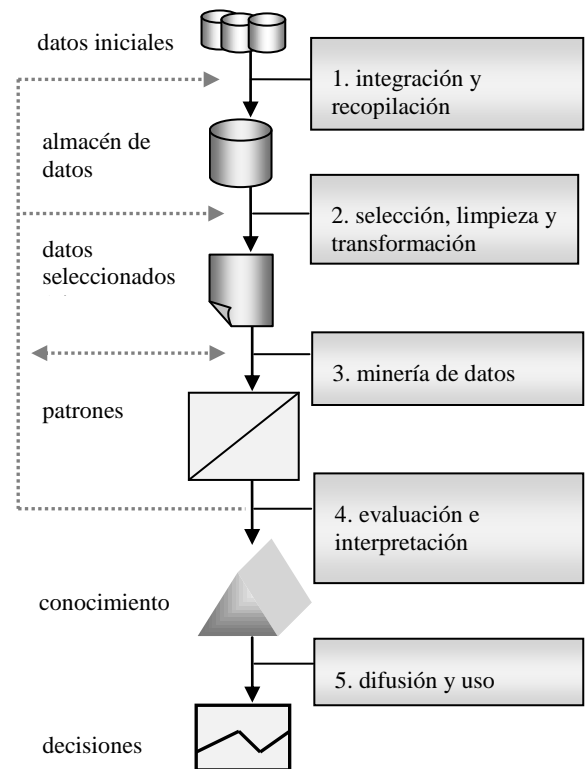 datos iniciales
1. integración y
recopilación
almacén de
datos
2. selección, limpieza y
transformación
datos
seleccionados
3. minería de datos
patrones
4. evaluación e
interpretación
conocimiento
5. difusión y uso
decisiones